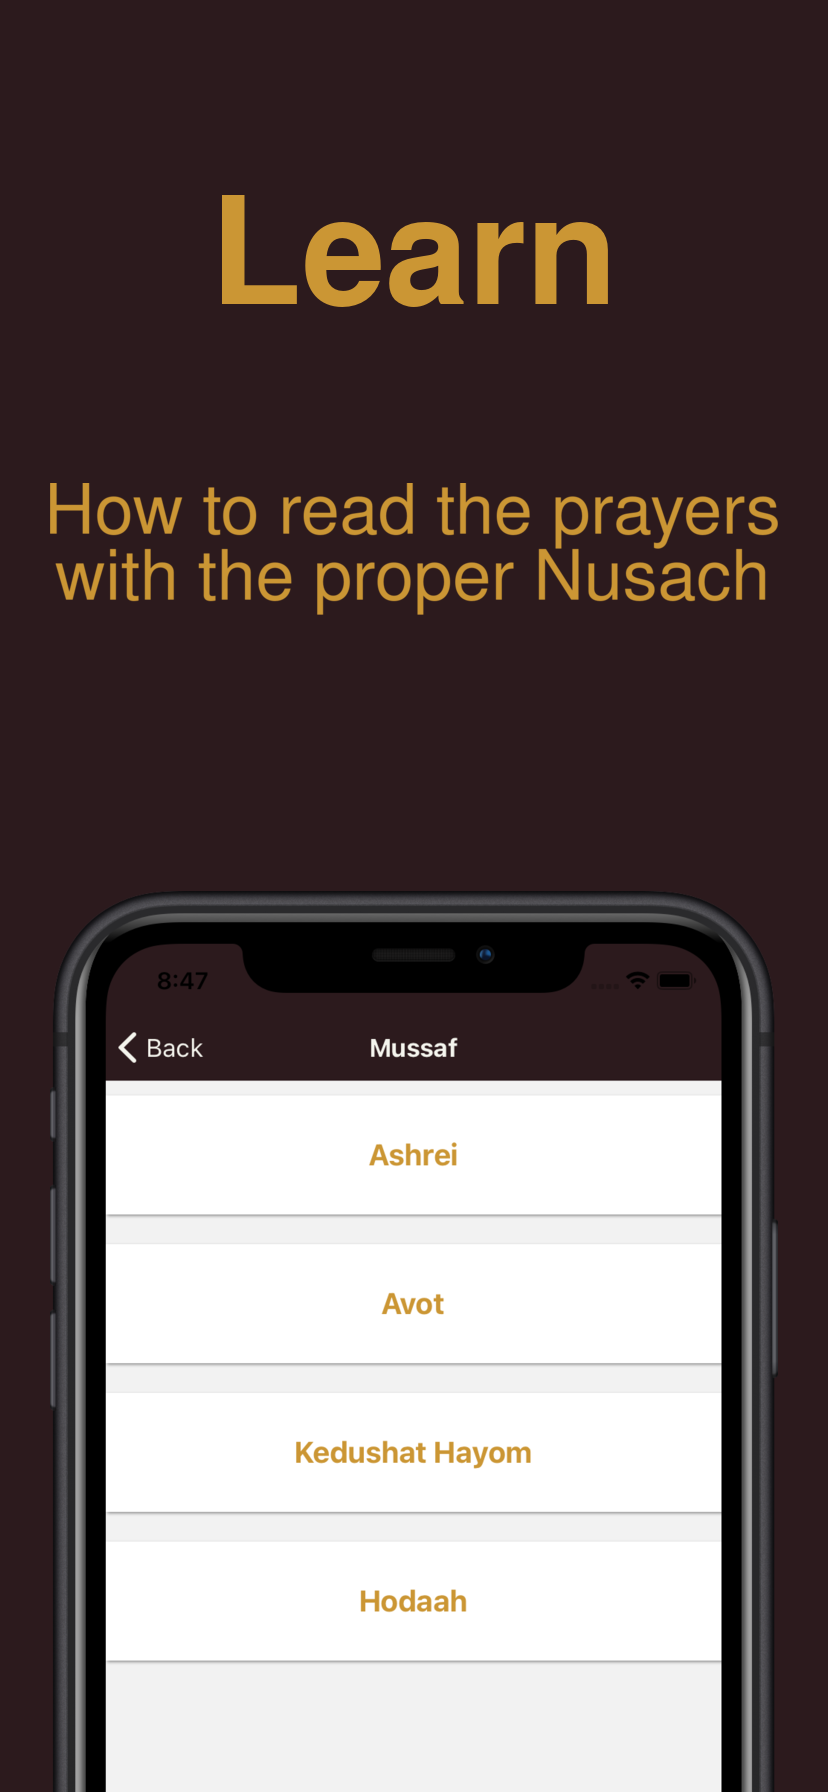 Learn
How to read the prayers
with the proper Nusach
8:47
Back
Mussaf
Ashrei
Avot
Kedushat Hayom
Hodaah